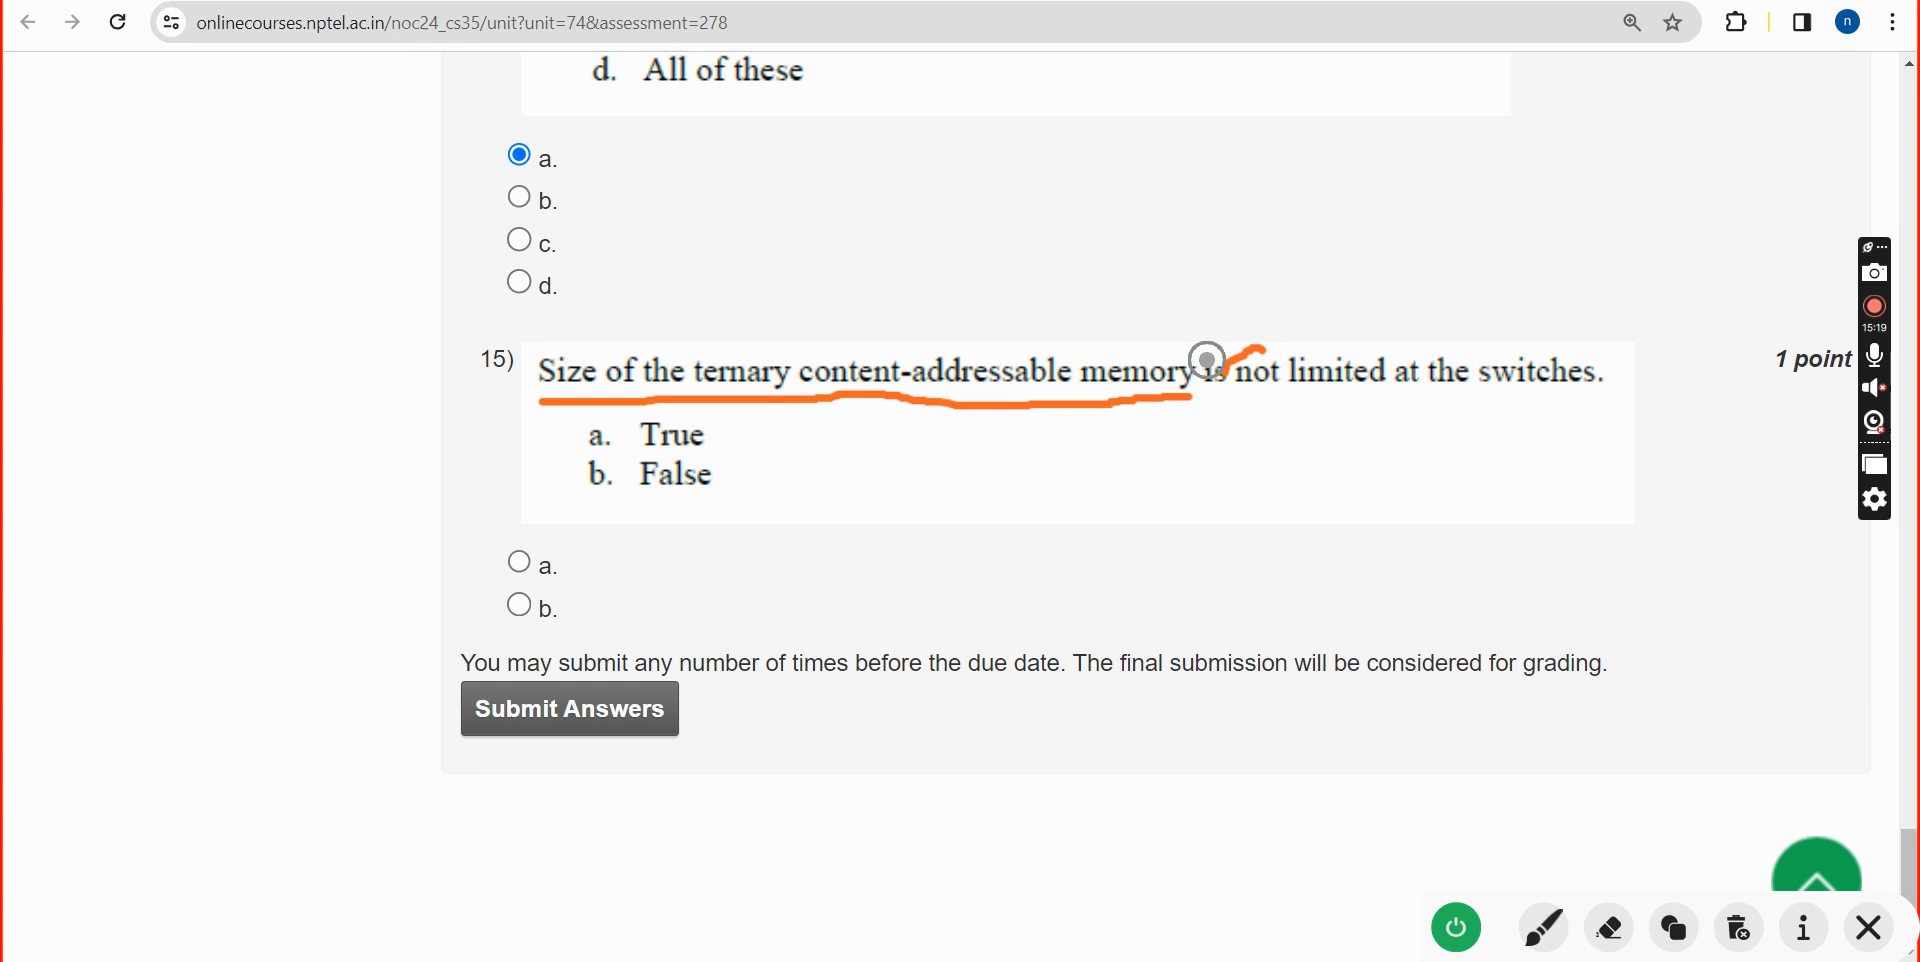 onlinecourses.nptel.ac.in/noc24_cs35/unit?unit=74&assessment=278
n
d. All of these
a.
b.
c.
d.
15) Size of the ternary content-addressable memory is not limited at the switches. 1 point
15:19
a. True
b. False
a.
b.
You may submit any number of times before the due date. The final submission will be considered for grading.
Submit Answers